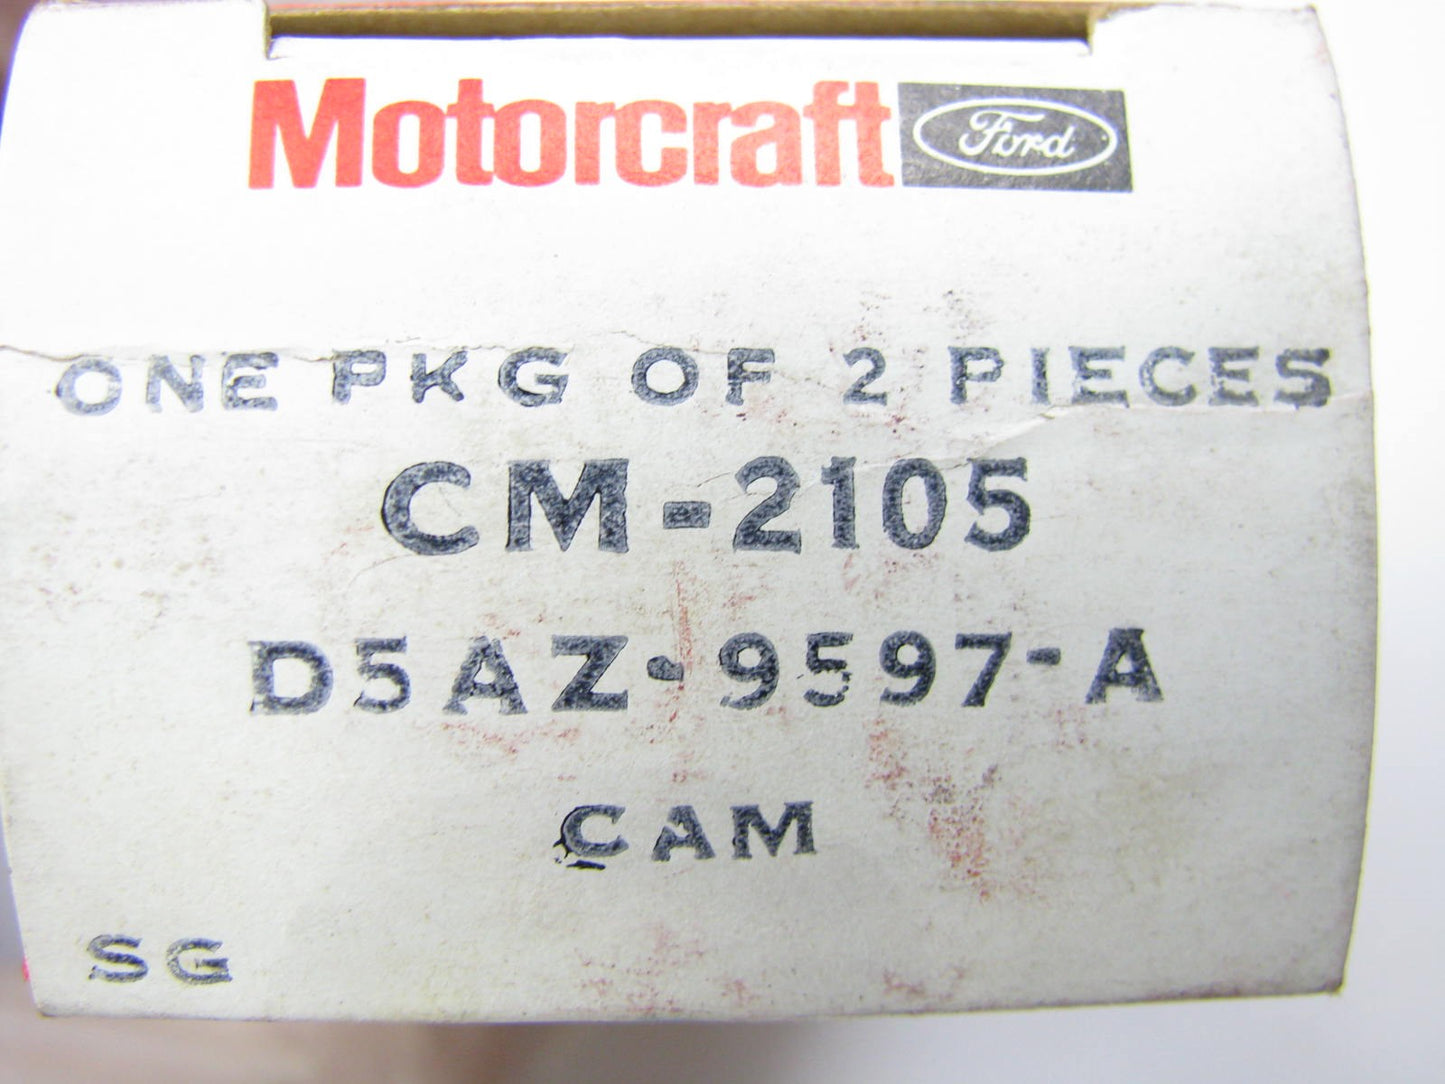 Motorcraft Ford
ONE PKG OF 2 PIECES
CM-2105
D5AZ-9597-A
CAM
SG